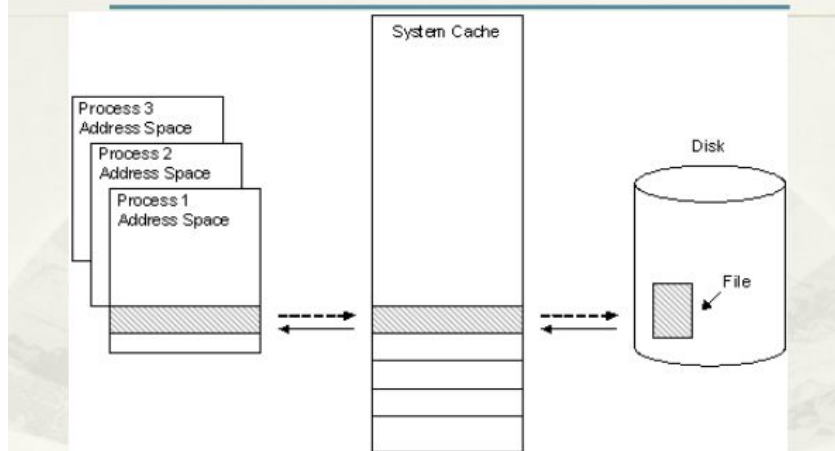 System Cache
Process 3
Address Space
Process 2
Address Space
Process 1
Address Space
Disk
File